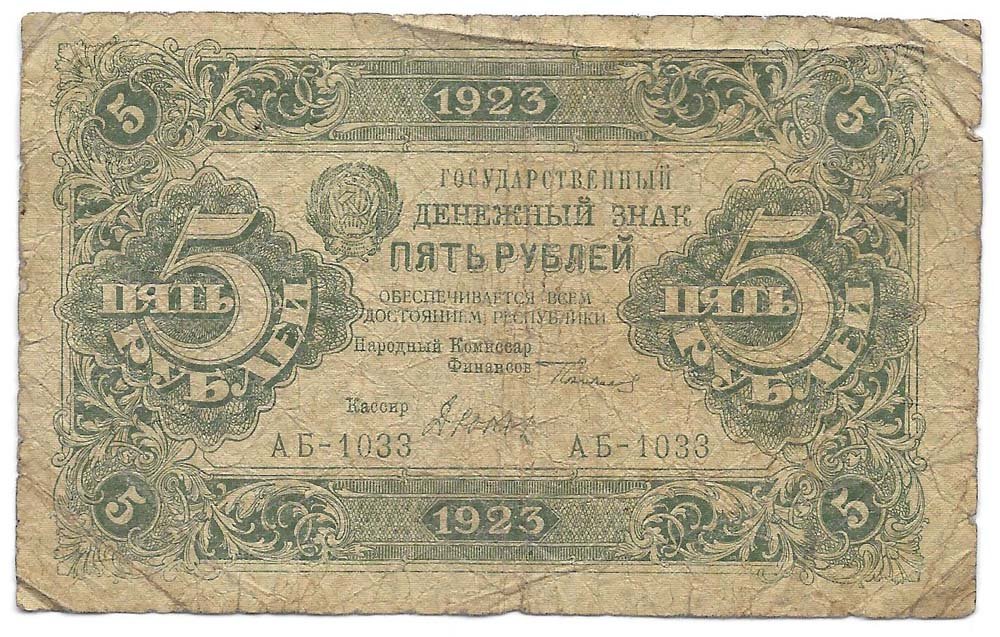 5 1923 5
ГОСУДАРСТВЕННЫЙ
ДЕНЕЖНЫЙ ЗНАК
ПЯТЬ РУБЛЕЙ
5 ПЯТЬ РУБЛЕЙ
5 ПЯТЬ РУБЛЕЙ
ОБЕСПЕЧИВАЕТСЯ ВСЕМ
ДОСТОЯНИЕМ РЕСПУБЛИКИ
Народный Комиссар
Финансов
Кассир
АБ-1033 АБ-1033
5 1923 5